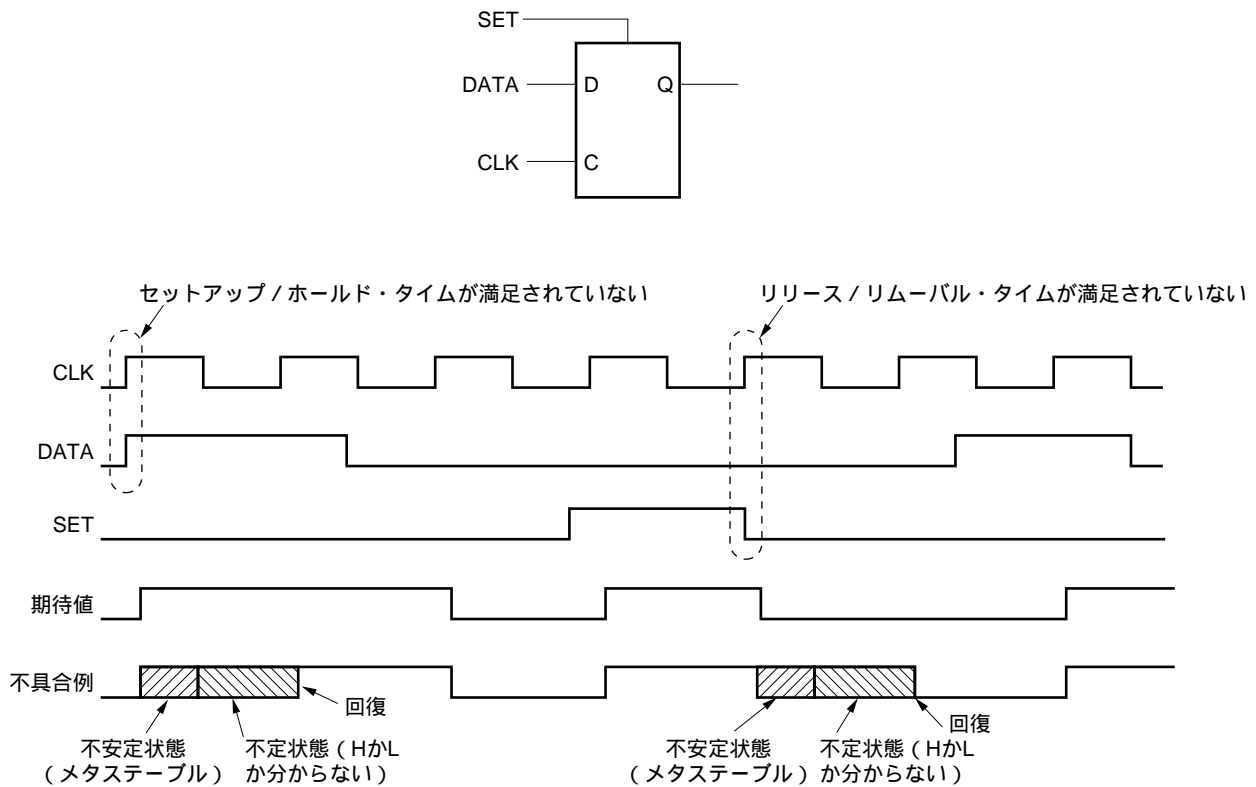 SET
DATA
D
Q
CLK
C
セットアップ / ホールド・タイムが満足されていない
リリース / リムーバル・タイムが満足されていない
CLK
DATA
SET
期待値
不具合例
回復
回復
不安定状態
(メタステーブル)
不定状態(HかL
か分からない)
不安定状態
(メタステーブル)
不定状態(HかL
か分からない)